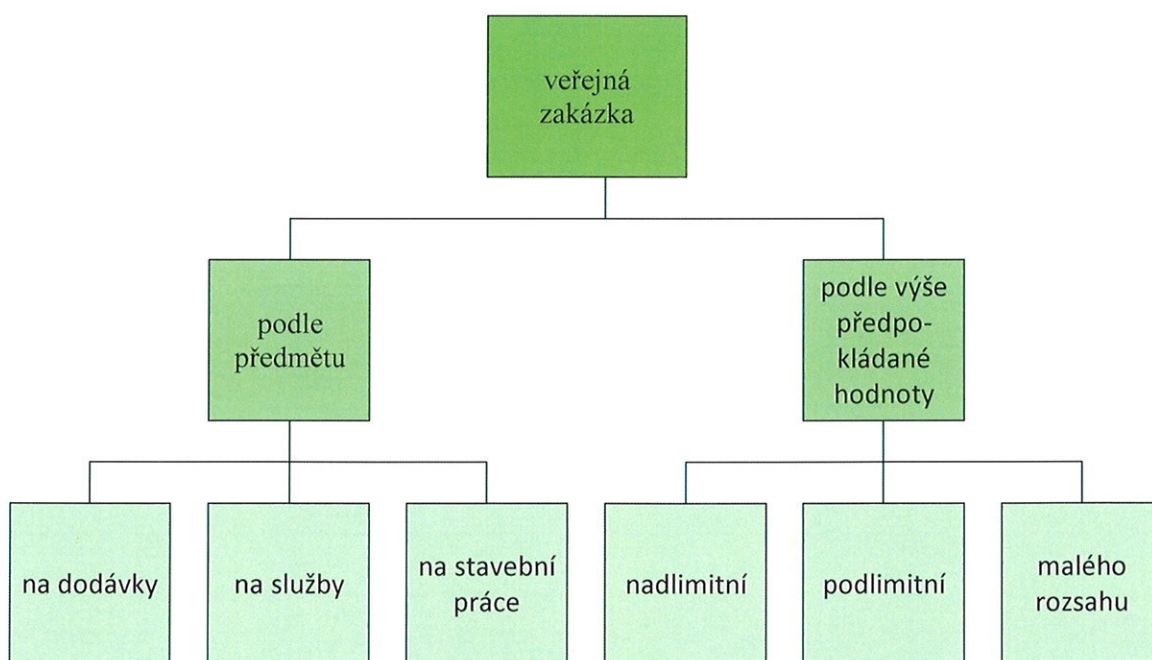 veřejná
zakázka
podle
předmětu
podle výše
předpo-
kládané
hodnoty
na dodávky
na služby
na stavební
práce
nadlimitní
podlimitní
malého
rozsahu